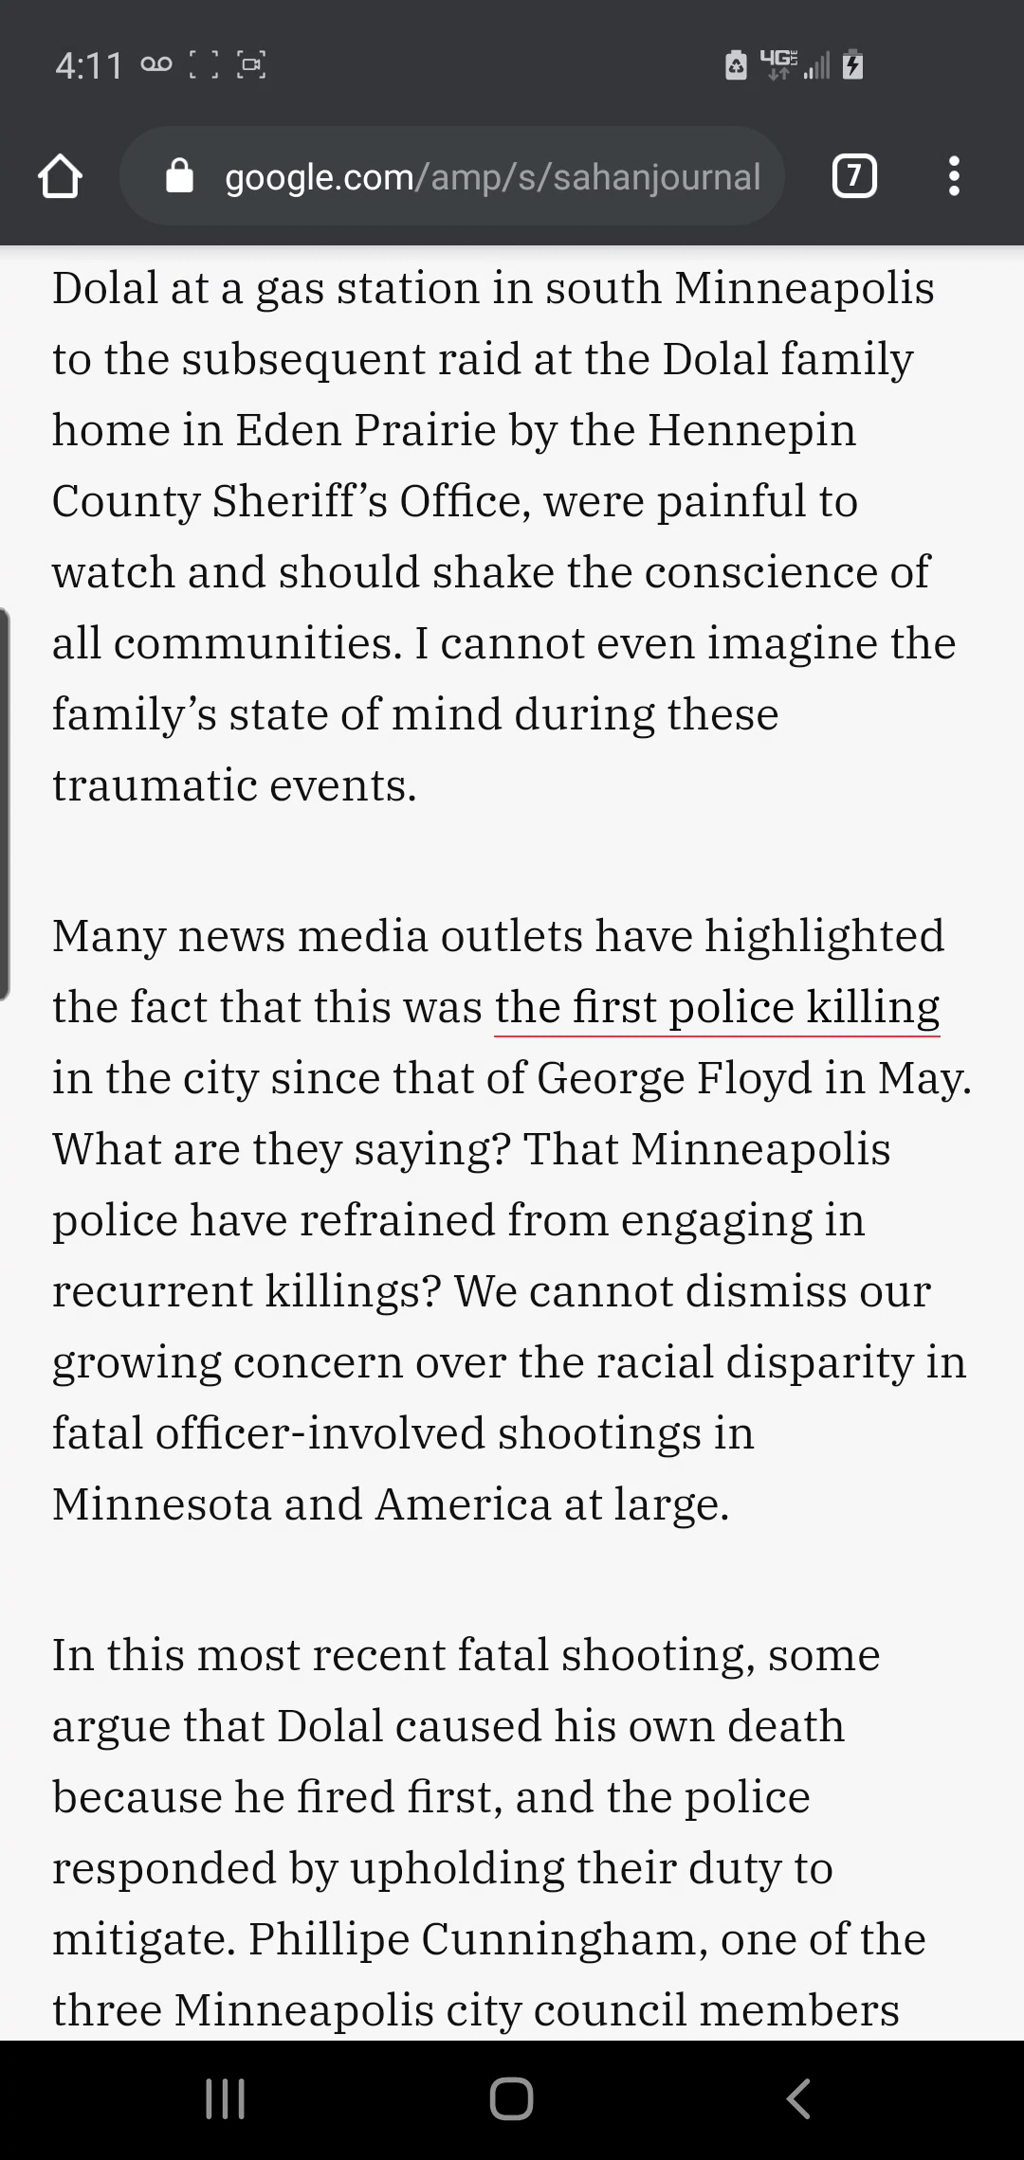 4:11 4G LTE
google.com/amp/s/sahanjournal 7
Dolal at a gas station in south Minneapolis
to the subsequent raid at the Dolal family
home in Eden Prairie by the Hennepin
County Sheriff’s Office, were painful to
watch and should shake the conscience of
all communities. I cannot even imagine the
family’s state of mind during these
traumatic events.
Many news media outlets have highlighted
the fact that this was the first police killing
in the city since that of George Floyd in May.
What are they saying? That Minneapolis
police have refrained from engaging in
recurrent killings? We cannot dismiss our
growing concern over the racial disparity in
fatal officer-involved shootings in
Minnesota and America at large.
In this most recent fatal shooting, some
argue that Dolal caused his own death
because he fired first, and the police
responded by upholding their duty to
mitigate. Phillipe Cunningham, one of the
three Minneapolis city council members